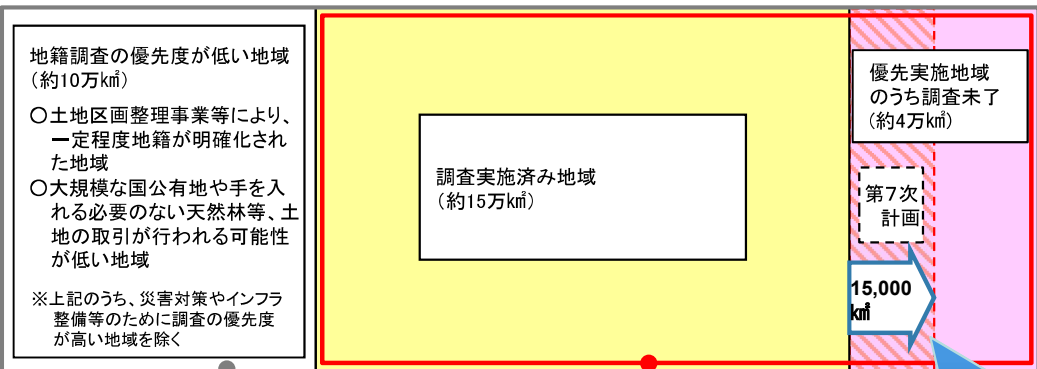 地籍調査の優先度が低い地域
（約10万㎢）
〇土地区画整理事業等により、
一定程度地籍が明確化され
た地域
〇大規模な国公有地や手を入
れる必要のない天然林等、土
地の取引が行われる可能性
が低い地域
※上記のうち、災害対策やインフラ
整備等のために調査の優先度
が高い地域を除く
調査実施済み地域
（約15万㎢）
優先実施地域
のうち調査未了
（約4万㎢）
第７次
計画
15,000
㎢